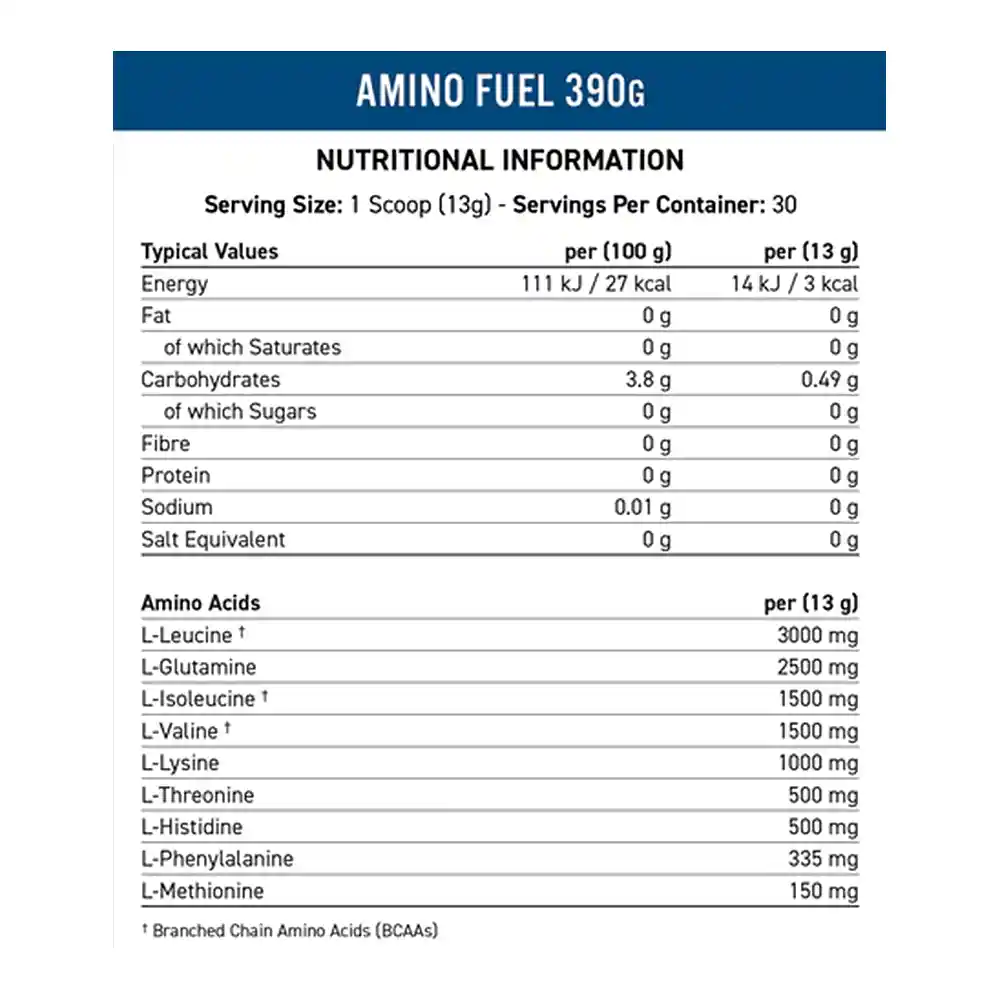 AMINO FUEL 390G
NUTRITIONAL INFORMATION
Serving Size: 1 Scoop (13g) - Servings Per Container: 30
Typical Values per (100 g) per (13 g)
Energy 111 kJ / 27 kcal 14 kJ / 3 kcal
Fat 0 g 0 g
of which Saturates 0 g 0 g
Carbohydrates 3.8 g 0.49 g
of which Sugars 0 g 0 g
Fibre 0 g 0 g
Protein 0 g 0 g
Sodium 0.01 g 0 g
Salt Equivalent 0 g 0 g
Amino Acids per (13 g)
L-Leucine † 3000 mg
L-Glutamine 2500 mg
L-Isoleucine † 1500 mg
L-Valine † 1500 mg
L-Lysine 1000 mg
L-Threonine 500 mg
L-Histidine 500 mg
L-Phenylalanine 335 mg
L-Methionine 150 mg
† Branched Chain Amino Acids (BCAAs)